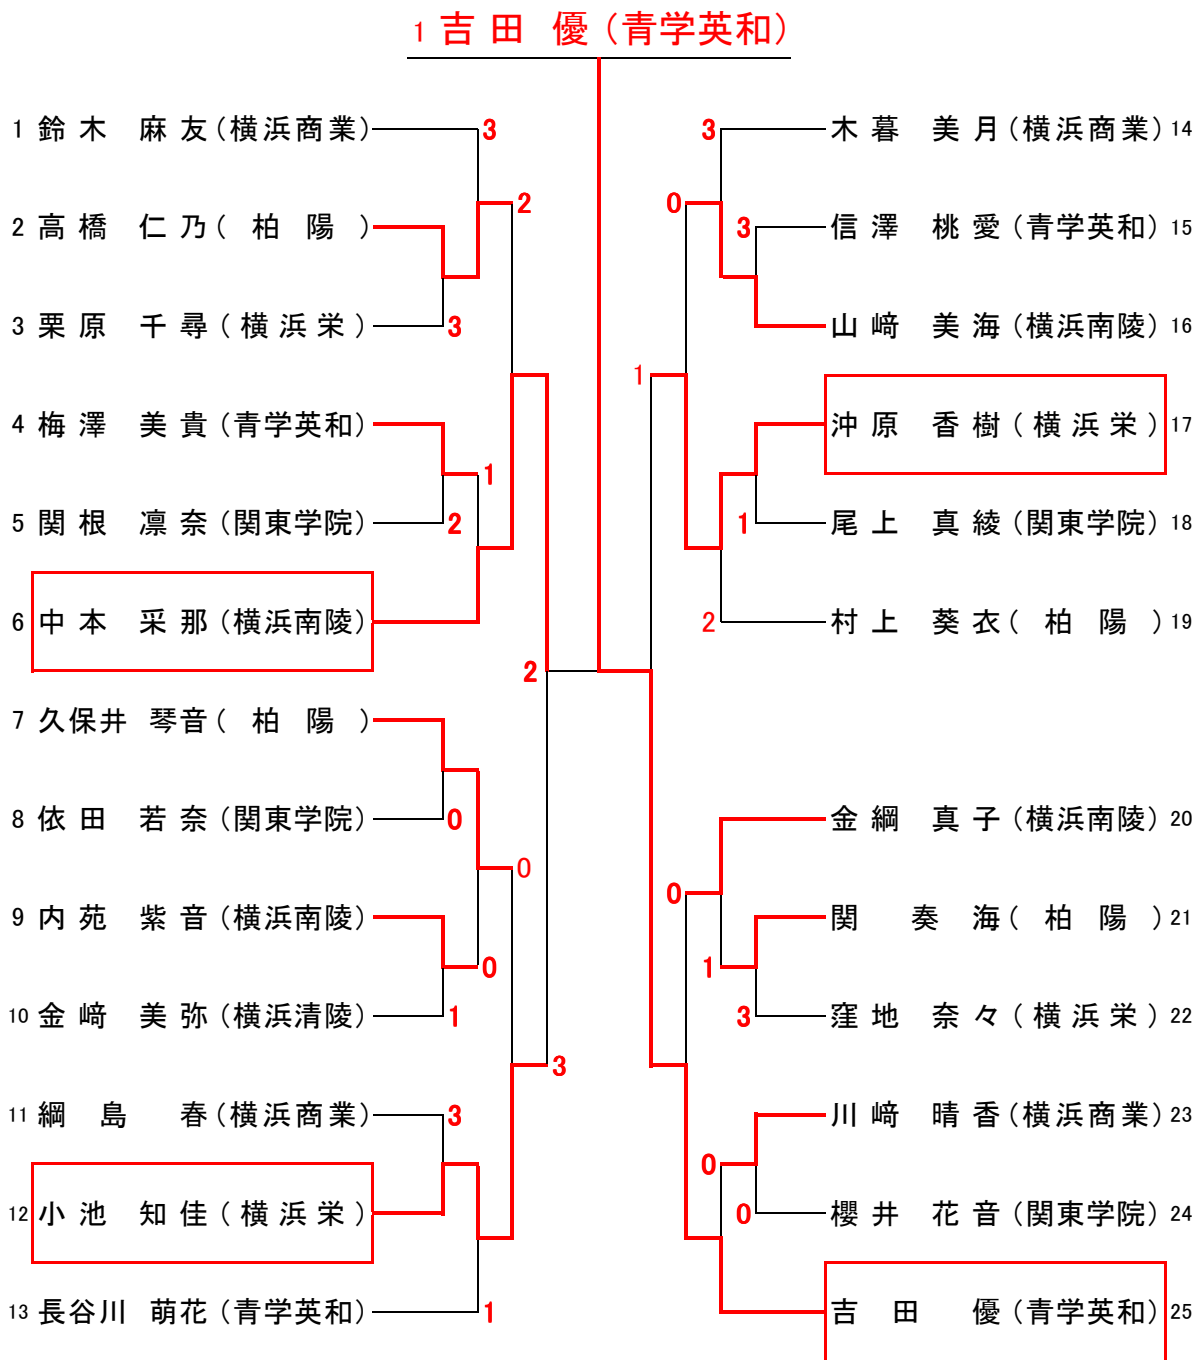 1 吉田 優 (青学英和)
1 鈴木 麻友 (横浜商業)
3
2
2 高橋 仁乃 ( 柏陽 )
3 栗原 千尋 ( 横浜栄 )
3
4 梅澤 美貴 (青学英和)
1
5 関根 凛奈 (関東学院)
2
6 中本 采那 (横浜南陵)
2
7 久保井 琴音 ( 柏陽 )
8 依田 若奈 (関東学院)
0
0
9 内苑 紫音 (横浜南陵)
0
10 金﨑 美弥 (横浜清陵)
1
3
11 綱島 春 (横浜商業)
3
12 小池 知佳 ( 横浜栄 )
13 長谷川 萌花 (青学英和)
1
3
木暮 美月 (横浜商業) 14
0
3
信澤 桃愛 (青学英和) 15
山﨑 美海 (横浜南陵) 16
1
沖原 香樹 ( 横浜栄 ) 17
1
尾上 真綾 (関東学院) 18
2
村上 葵衣 ( 柏陽 ) 19
金綱 真子 (横浜南陵) 20
0
関 奏海 ( 柏陽 ) 21
1
3
窪地 奈々 ( 横浜栄 ) 22
川﨑 晴香 (横浜商業) 23
0
0
櫻井 花音 (関東学院) 24
吉田 優 (青学英和) 25